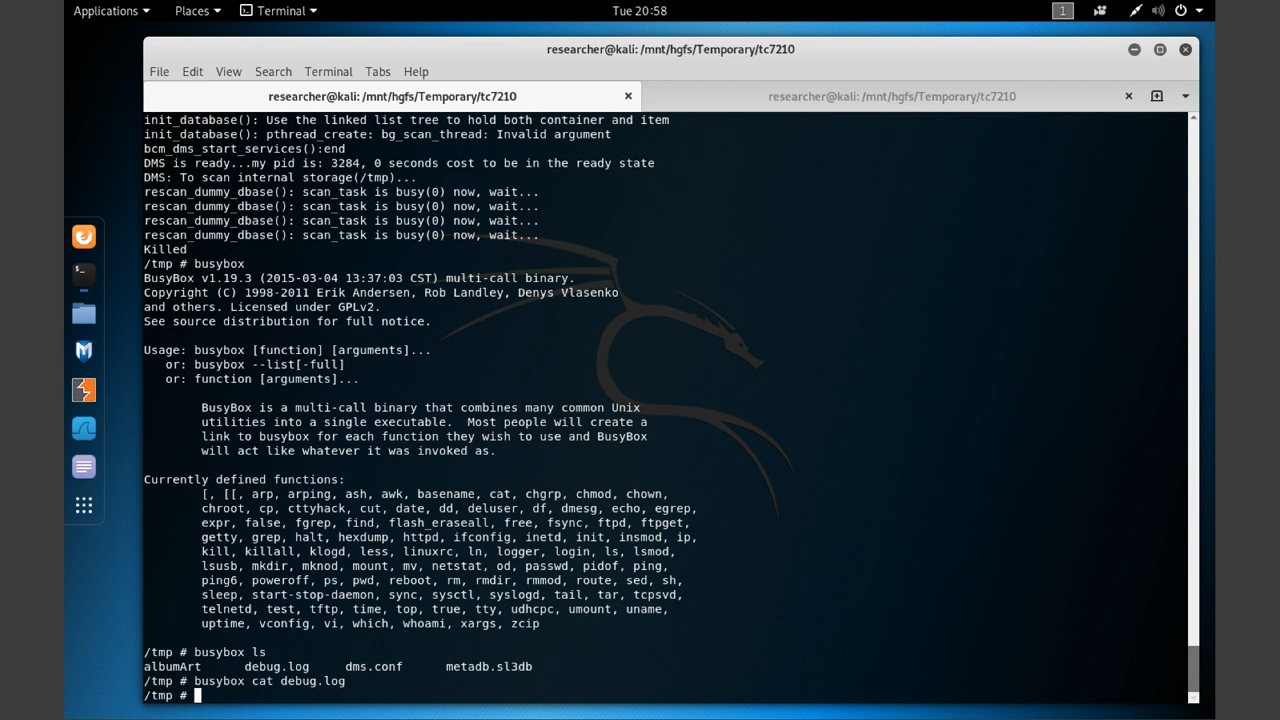 Applications Places Terminal Tue 20:58 1
researcher@kali: /mnt/hgfs/Temporary/tc7210
File Edit View Search Terminal Tabs Help
researcher@kali: /mnt/hgfs/Temporary/tc7210 researcher@kali: /mnt/hgfs/Temporary/tc7210
init_database(): Use the linked list tree to hold both container and item
init_database(): pthread_create: bg_scan_thread: Invalid argument
bcm_dms_start_services():end
DMS is ready...my pid is: 3284, 0 seconds cost to be in the ready state
DMS: To scan internal storage(/tmp)...
rescan_dummy_dbase(): scan_task is busy(0) now, wait...
rescan_dummy_dbase(): scan_task is busy(0) now, wait...
rescan_dummy_dbase(): scan_task is busy(0) now, wait...
rescan_dummy_dbase(): scan_task is busy(0) now, wait...
Killed
/tmp # busybox
BusyBox v1.19.3 (2015-03-04 13:37:03 CST) multi-call binary.
Copyright (C) 1998-2011 Erik Andersen, Rob Landley, Denys Vlasenko
and others. Licensed under GPLv2.
See source distribution for full notice.
Usage: busybox [function] [arguments]...
or: busybox --list[-full]
or: function [arguments]...
BusyBox is a multi-call binary that combines many common Unix
utilities into a single executable.  Most people will create a
link to busybox for each function they wish to use and BusyBox
will act like whatever it was invoked as.
Currently defined functions:
[, [[, arp, arping, ash, awk, basename, cat, chgrp, chmod, chown,
chroot, cp, cttyhack, cut, date, dd, deluser, df, dmesg, echo, egrep,
expr, false, fgrep, find, flash_eraseall, free, fsync, ftpd, ftpget,
getty, grep, halt, hexdump, httpd, ifconfig, inetd, init, insmod, ip,
kill, killall, klogd, less, linuxrc, ln, logger, login, ls, lsmod,
lsusb, mkdir, mknod, mount, mv, netstat, od, passwd, pidof, ping,
ping6, poweroff, ps, pwd, reboot, rm, rmdir, rmmod, route, sed, sh,
sleep, start-stop-daemon, sync, sysctl, syslogd, tail, tar, tcpsvd,
telnetd, test, tftp, time, top, true, tty, udhcpc, umount, uname,
uptime, vconfig, vi, which, whoami, xargs, zcip
/tmp # busybox ls
albumArt debug.log dms.conf metadb.sl3db
/tmp # busybox cat debug.log
/tmp #